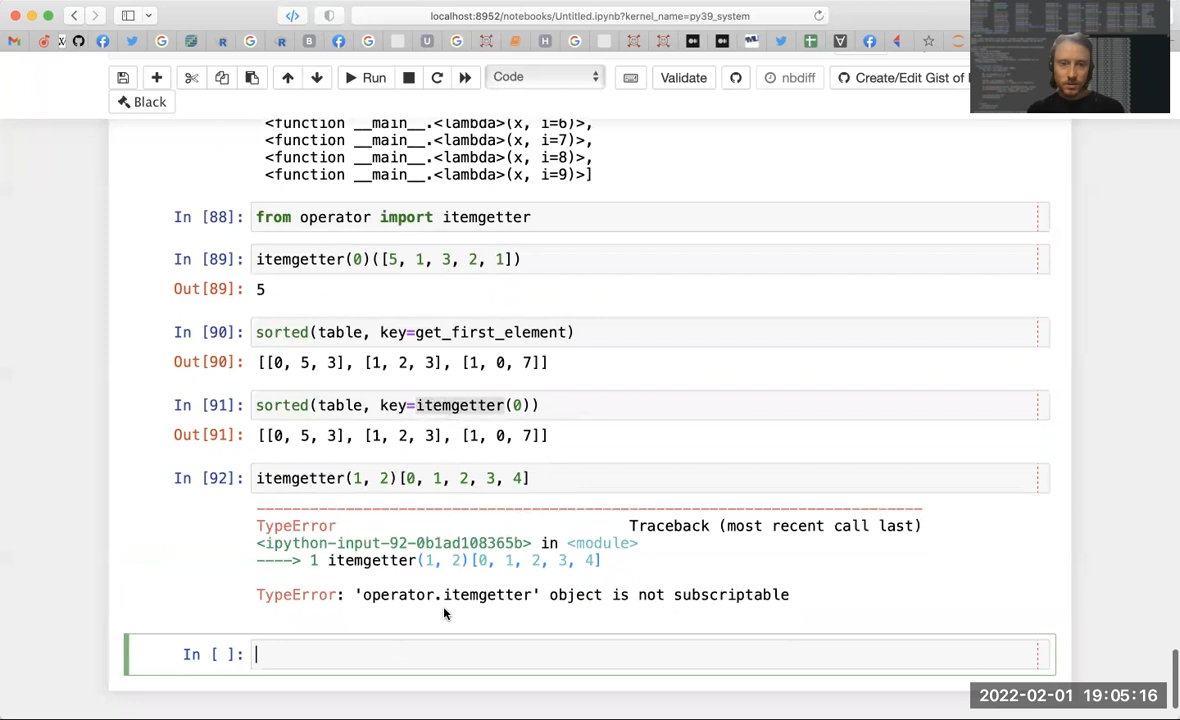 localhost:8952/notebooks/Untitled.ipynb?kernel_name=py39_system
Run
Code
Validate
nbdiff
Create/Edit Gist of
Black
<function __main__.<lambda>(x, i=6)>,
<function __main__.<lambda>(x, i=7)>,
<function __main__.<lambda>(x, i=8)>,
<function __main__.<lambda>(x, i=9)>]
In [88]: from operator import itemgetter
In [89]: itemgetter(0)([5, 1, 3, 2, 1])
Out[89]: 5
In [90]: sorted(table, key=get_first_element)
Out[90]: [[0, 5, 3], [1, 2, 3], [1, 0, 7]]
In [91]: sorted(table, key=itemgetter(0))
Out[91]: [[0, 5, 3], [1, 2, 3], [1, 0, 7]]
In [92]: itemgetter(1, 2)[0, 1, 2, 3, 4]
---------------------------------------------------------------------------
TypeError Traceback (most recent call last)
<ipython-input-92-0b1ad108365b> in <module>
----> 1 itemgetter(1, 2)[0, 1, 2, 3, 4]
TypeError: 'operator.itemgetter' object is not subscriptable
In [ ]:
2022-02-01 19:05:16